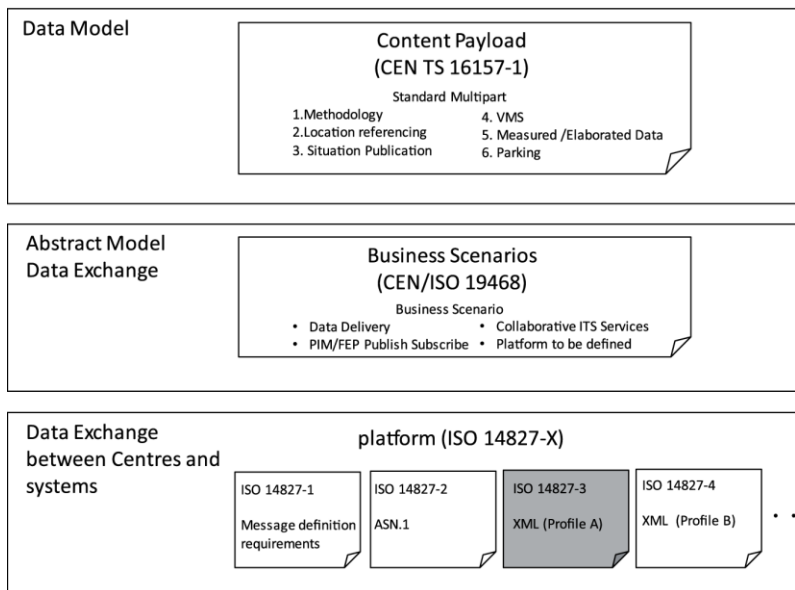 Data Model
Content Payload
(CEN TS 16157-1)
Standard Multipart
1.Methodology
2.Location referencing
3. Situation Publication
4. VMS
5. Measured /Elaborated Data
6. Parking
Abstract Model
Data Exchange
Business Scenarios
(CEN/ISO 19468)
Business Scenario
• Data Delivery
• PIM/FEP Publish Subscribe
• Collaborative ITS Services
• Platform to be defined
Data Exchange
between Centres and
systems
platform (ISO 14827-X)
ISO 14827-1
Message definition
requirements
ISO 14827-2
ASN.1
ISO 14827-3
XML (Profile A)
ISO 14827-4
XML (Profile B)
. .